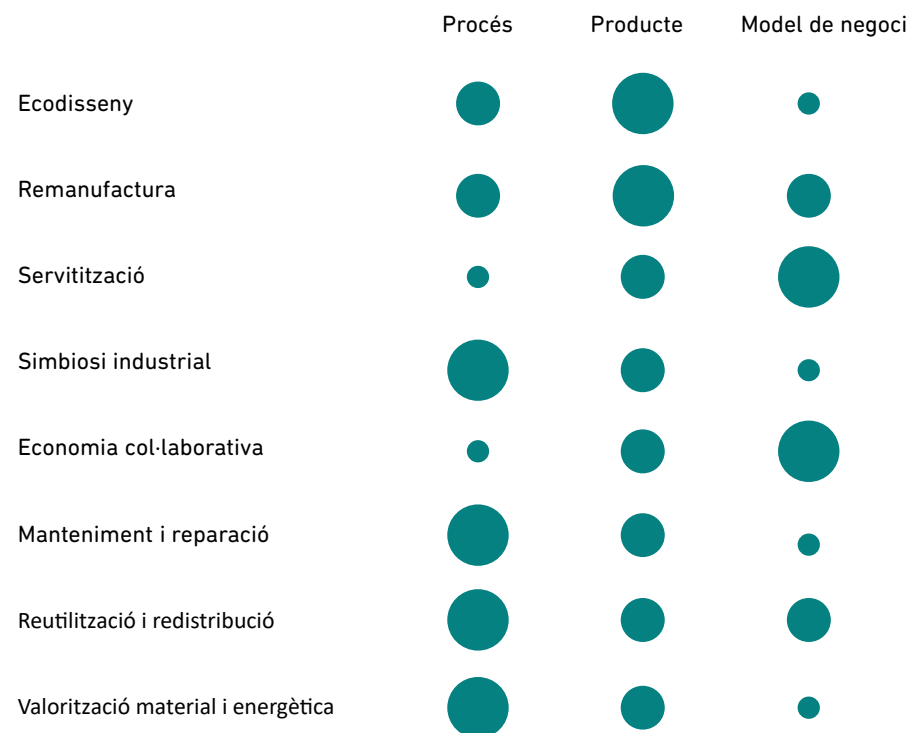 Procés Producte Model de negoci
Ecodisseny
Remanufactura
Servitització
Simbiosi industrial
Economia col·laborativa
Manteniment i reparació
Reutilització i redistribució
Valorització material i energètica